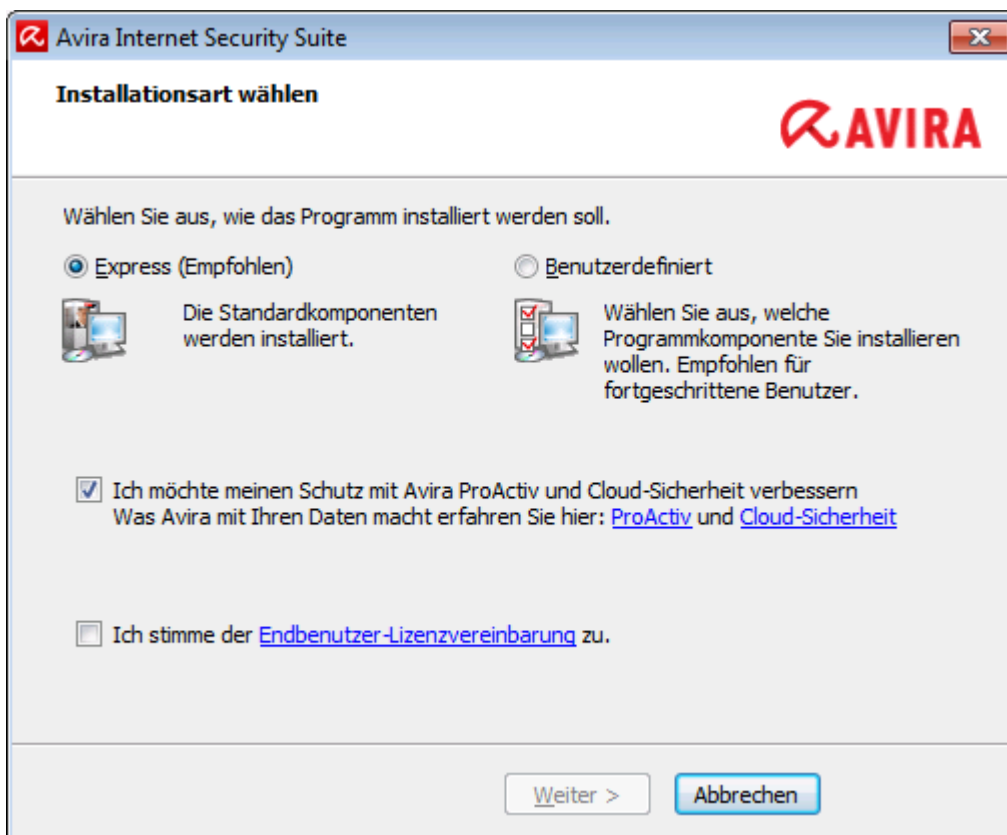 Avira Internet Security Suite
Installationsart wählen
AVIRA
Wählen Sie aus, wie das Programm installiert werden soll.
Express (Empfohlen)
Die Standardkomponenten
werden installiert.
Benutzerdefiniert
Wählen Sie aus, welche
Programmkomponente Sie installieren
wollen. Empfohlen für
fortgeschrittene Benutzer.
Ich möchte meinen Schutz mit Avira ProActiv und Cloud-Sicherheit verbessern
Was Avira mit Ihren Daten macht erfahren Sie hier: ProActiv und Cloud-Sicherheit
Ich stimme der Endbenutzer-Lizenzvereinbarung zu.
Weiter >
Abbrechen